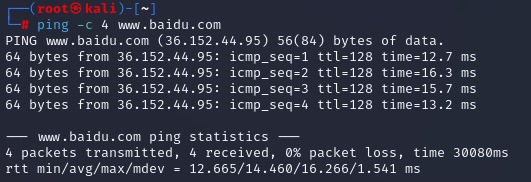 ┌──(root㉿kali)-[~]
└─# ping -c 4 www.baidu.com
PING www.baidu.com (36.152.44.95) 56(84) bytes of data.
64 bytes from 36.152.44.95: icmp_seq=1 ttl=128 time=12.7 ms
64 bytes from 36.152.44.95: icmp_seq=2 ttl=128 time=16.3 ms
64 bytes from 36.152.44.95: icmp_seq=3 ttl=128 time=15.7 ms
64 bytes from 36.152.44.95: icmp_seq=4 ttl=128 time=13.2 ms
--- www.baidu.com ping statistics ---
4 packets transmitted, 4 received, 0% packet loss, time 30080ms
rtt min/avg/max/mdev = 12.665/14.460/16.266/1.541 ms